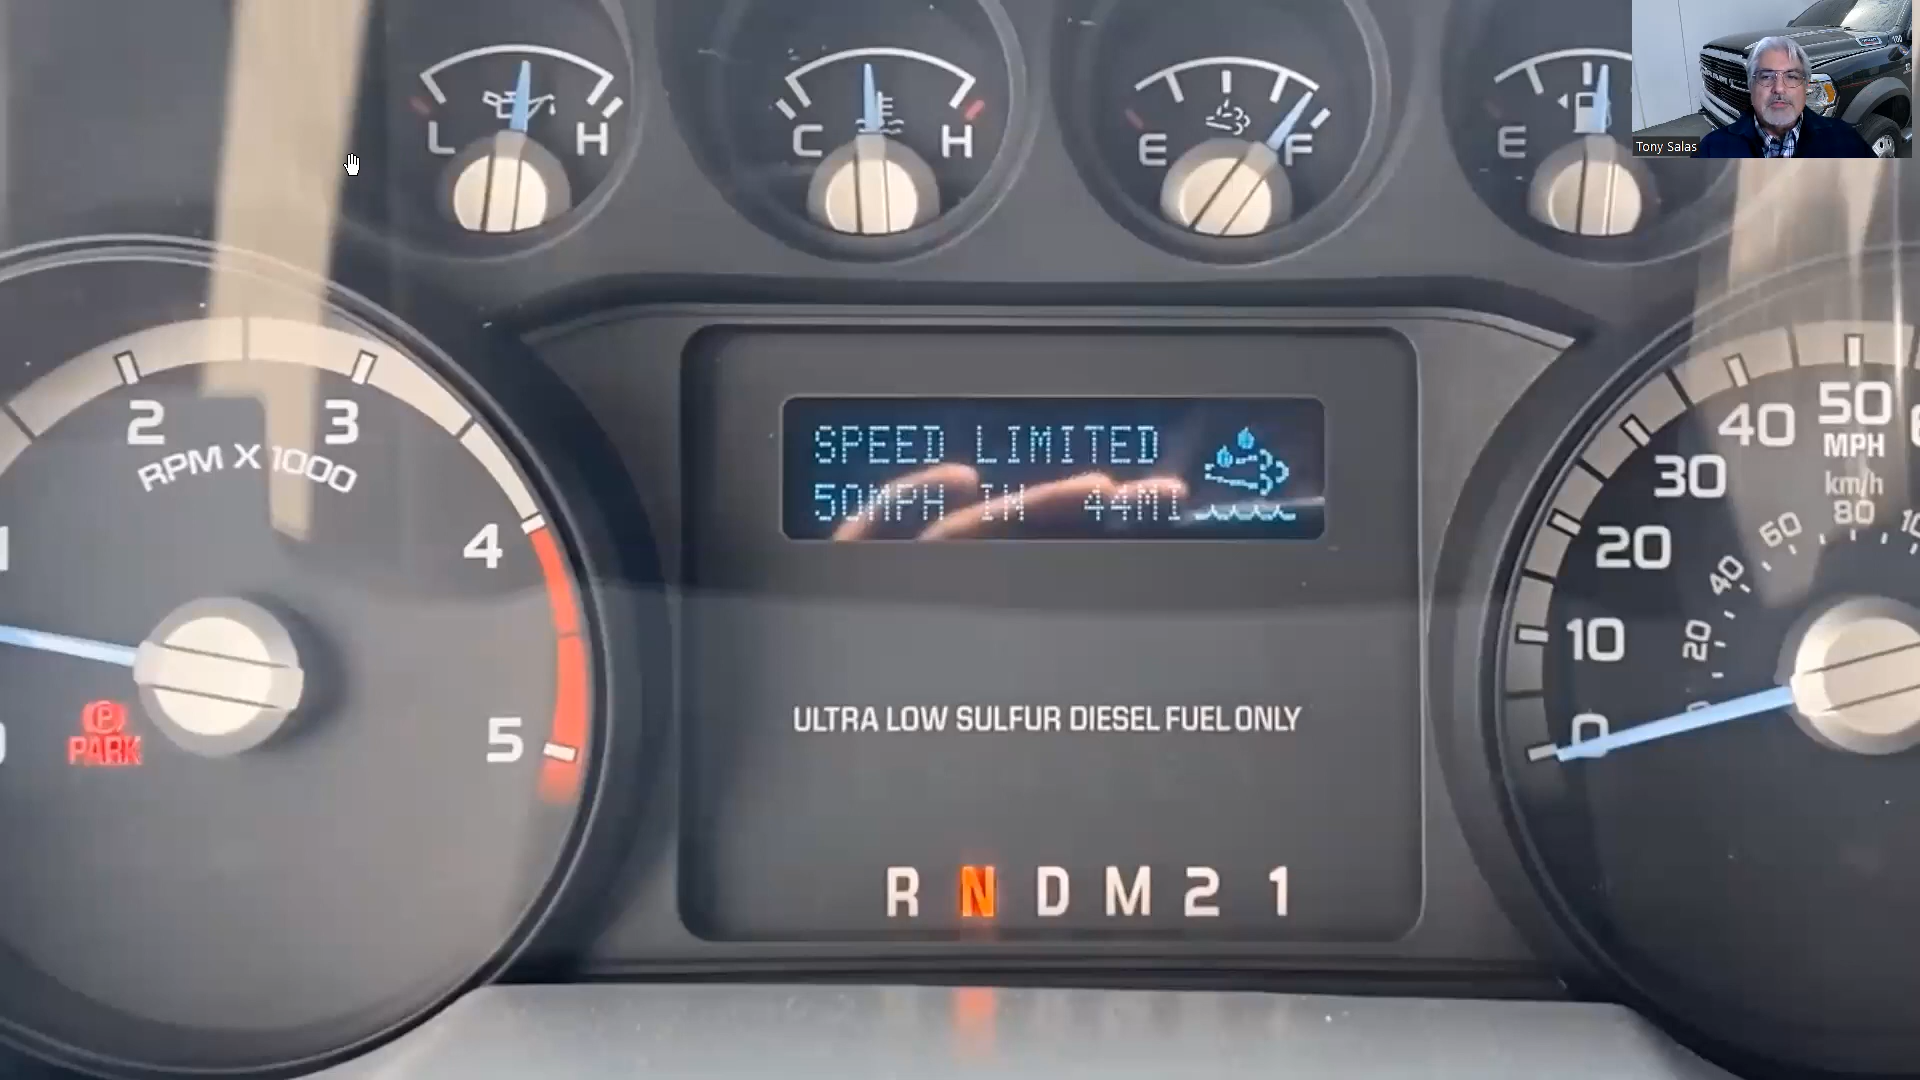 L H
C H
E F
E
Tony Salas
1 2 3 4 5
RPM X 1000
PARK
SPEED LIMITED
50MPH IN 44MI
ULTRA LOW SULFUR DIESEL FUEL ONLY
R N D M 2 1
0 10 20 30 40 50
MPH
km/h
20 40 60 80